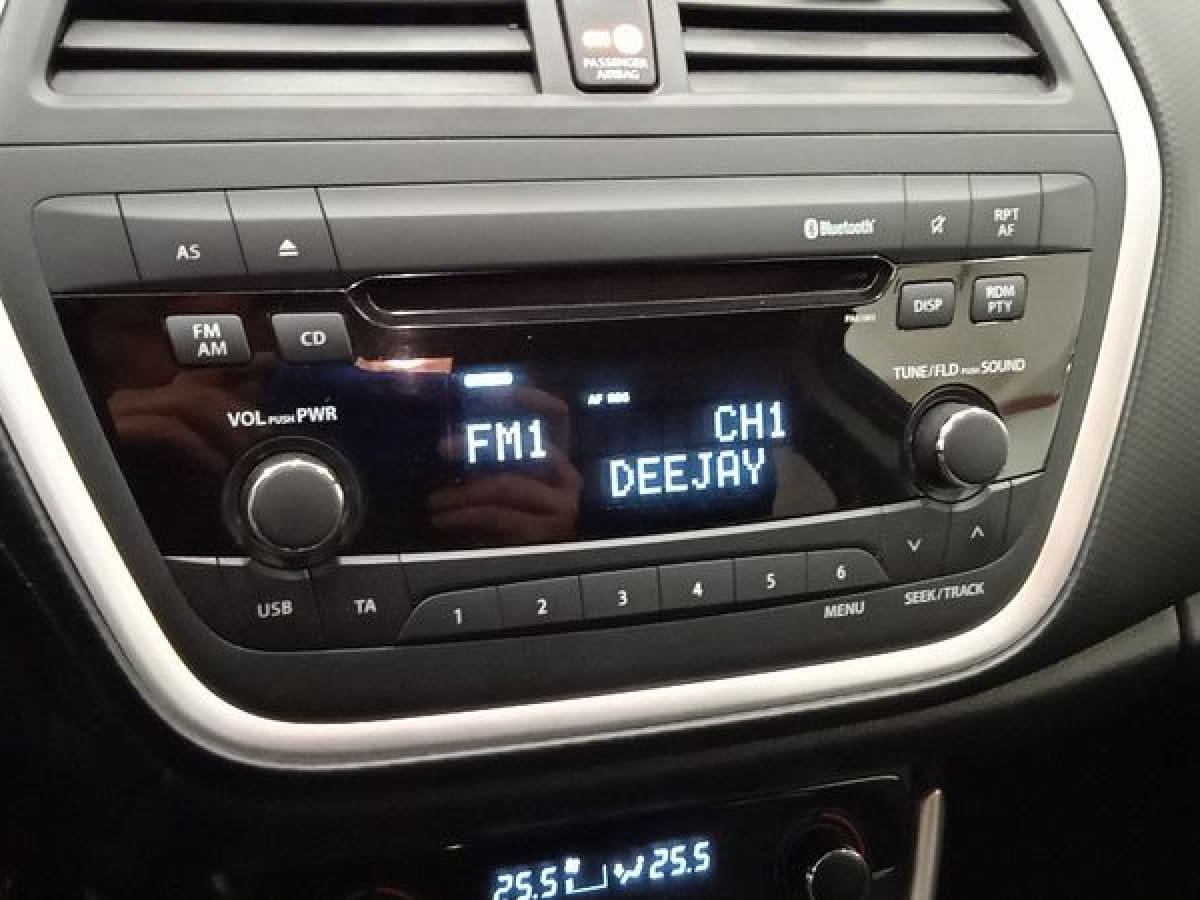 ON
PASSENGER
AIRBAG
AS
Bluetooth
RPT
AF
FM
AM
CD
DISP
RDM
PTY
TUNE/FLD PUSH SOUND
VOL PUSH PWR
AF
FM1
CH1
DEEJAY
USB
TA
1
2
3
4
5
6
MENU
SEEK/TRACK
25.5
25.5